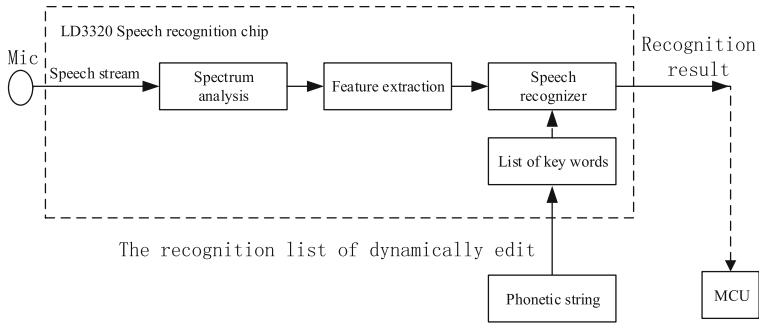 LD3320 Speech recognition chip
Mic
Speech stream
Spectrum
analysis
Feature extraction
Speech
recognizer
Recognition
result
List of key words
The recognition list of dynamically edit
Phonetic string
MCU